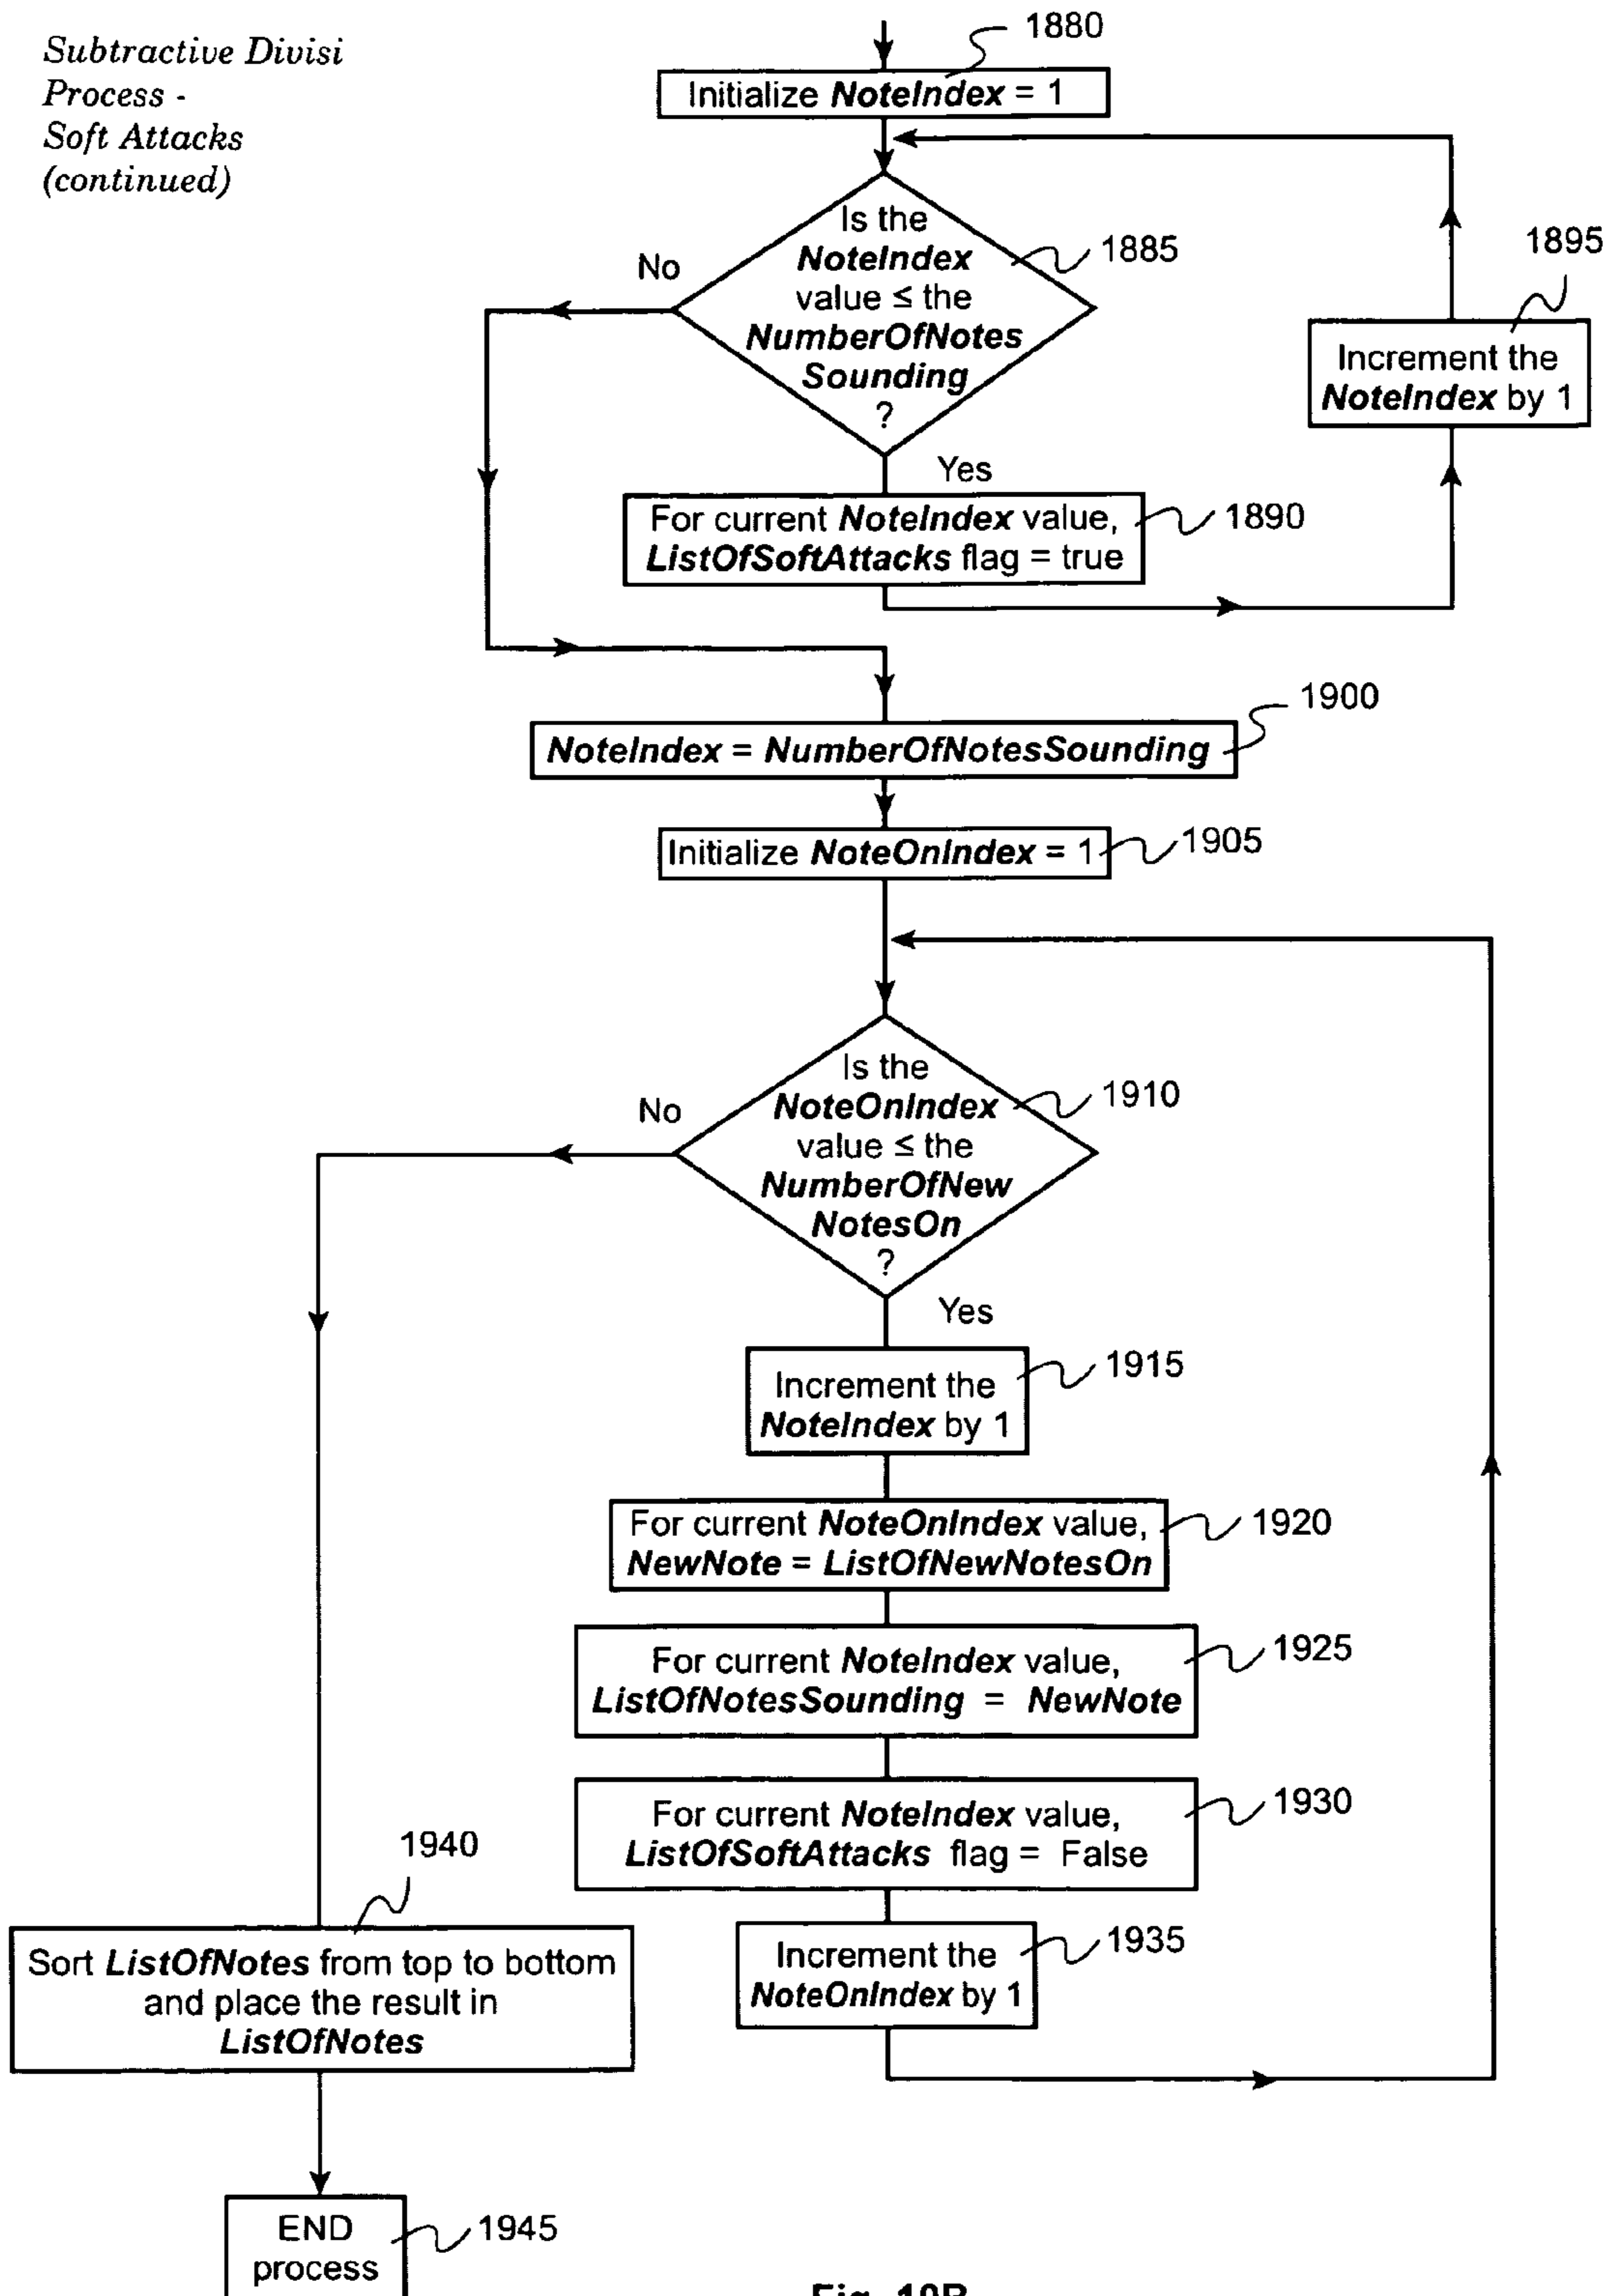 Subtractive Divisi
Process -
Soft Attacks
(continued)
1880
Initialize NoteIndex = 1
Is the
NoteIndex
value ≤ the
NumberOfNotes
Sounding
?
1885
No
Yes
1895
Increment the
NoteIndex by 1
For current NoteIndex value,
ListOfSoftAttacks flag = true
1890
1900
NoteIndex = NumberOfNotesSounding
Initialize NoteOnIndex = 1
1905
Is the
NoteOnIndex
value ≤ the
NumberOfNew
NotesOn
?
1910
No
Yes
Increment the
NoteIndex by 1
1915
For current NoteOnIndex value,
NewNote = ListOfNewNotesOn
1920
For current NoteIndex value,
ListOfNotesSounding = NewNote
1925
For current NoteIndex value,
ListOfSoftAttacks flag = False
1930
Increment the
NoteOnIndex by 1
1935
1940
Sort ListOfNotes from top to bottom
and place the result in
ListOfNotes
END
process
1945